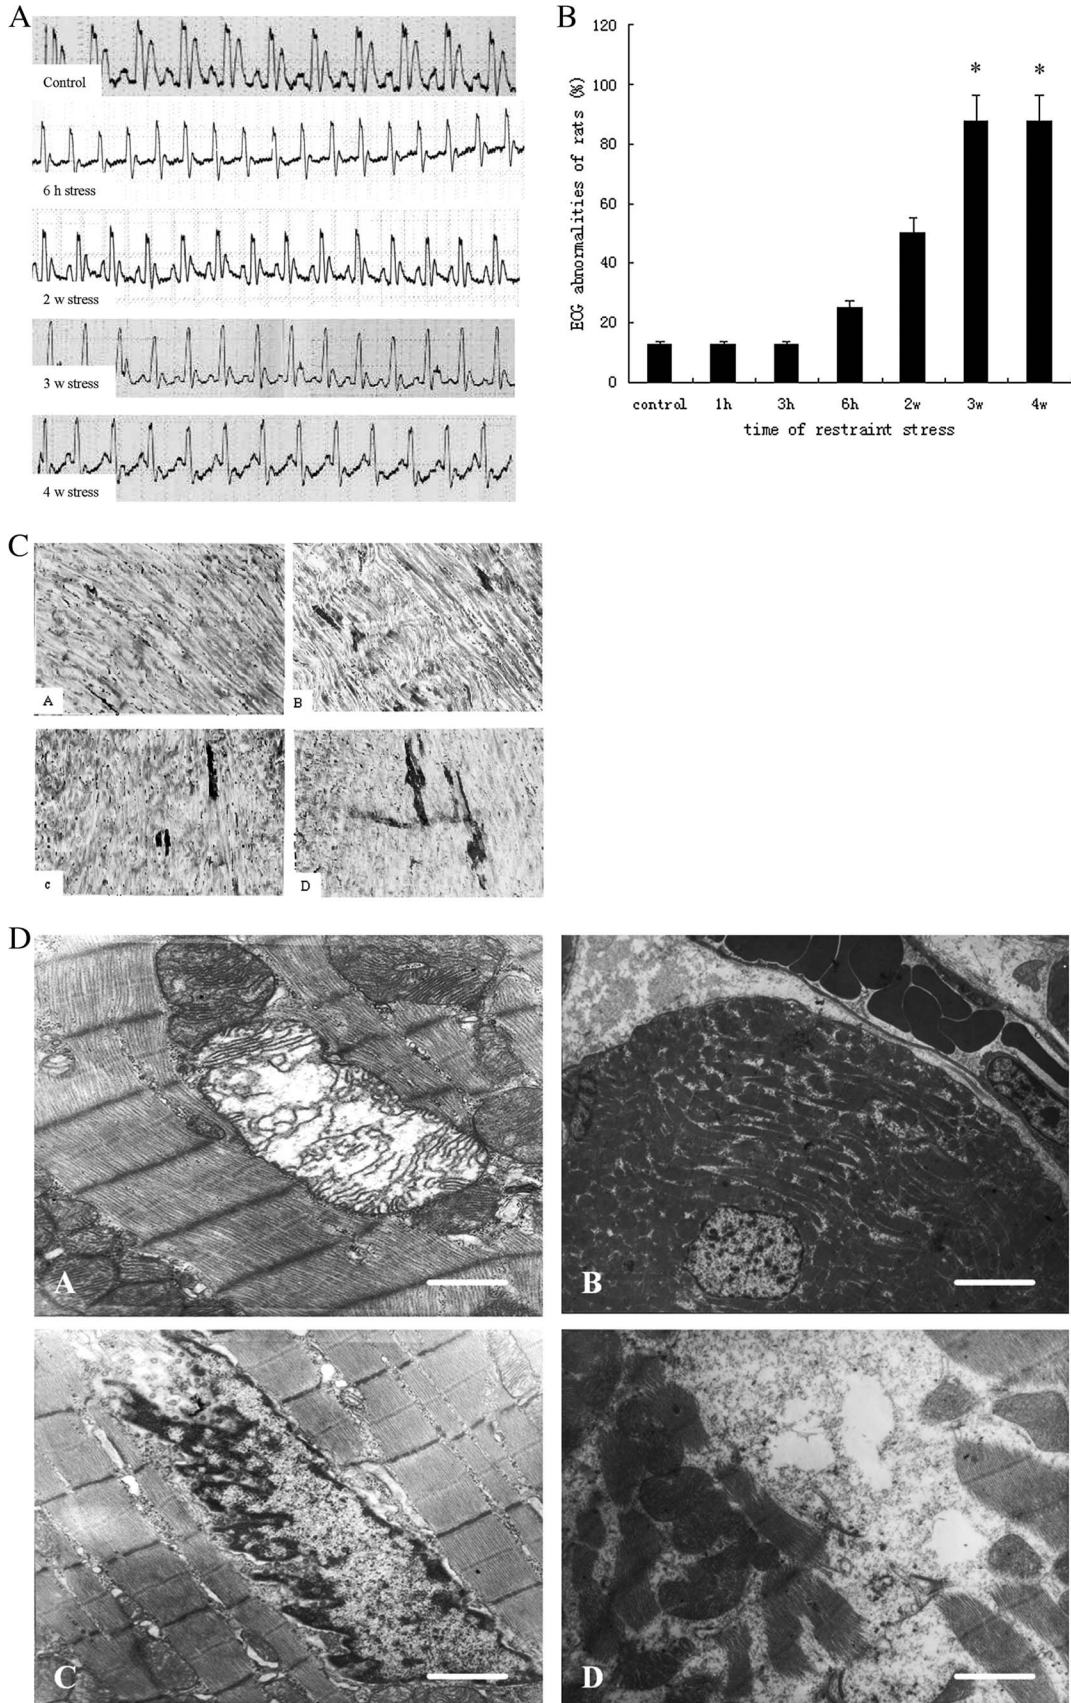 A
Control
6 h stress
2 w stress
3 w stress
4 w stress
B
ECG abnormalities of rats (%)
120
100
80
60
40
20
0
* *
control 1h 3h 6h 2w 3w 4w
time of restraint stress
C
A
B
c
D
D
A
B
C
D